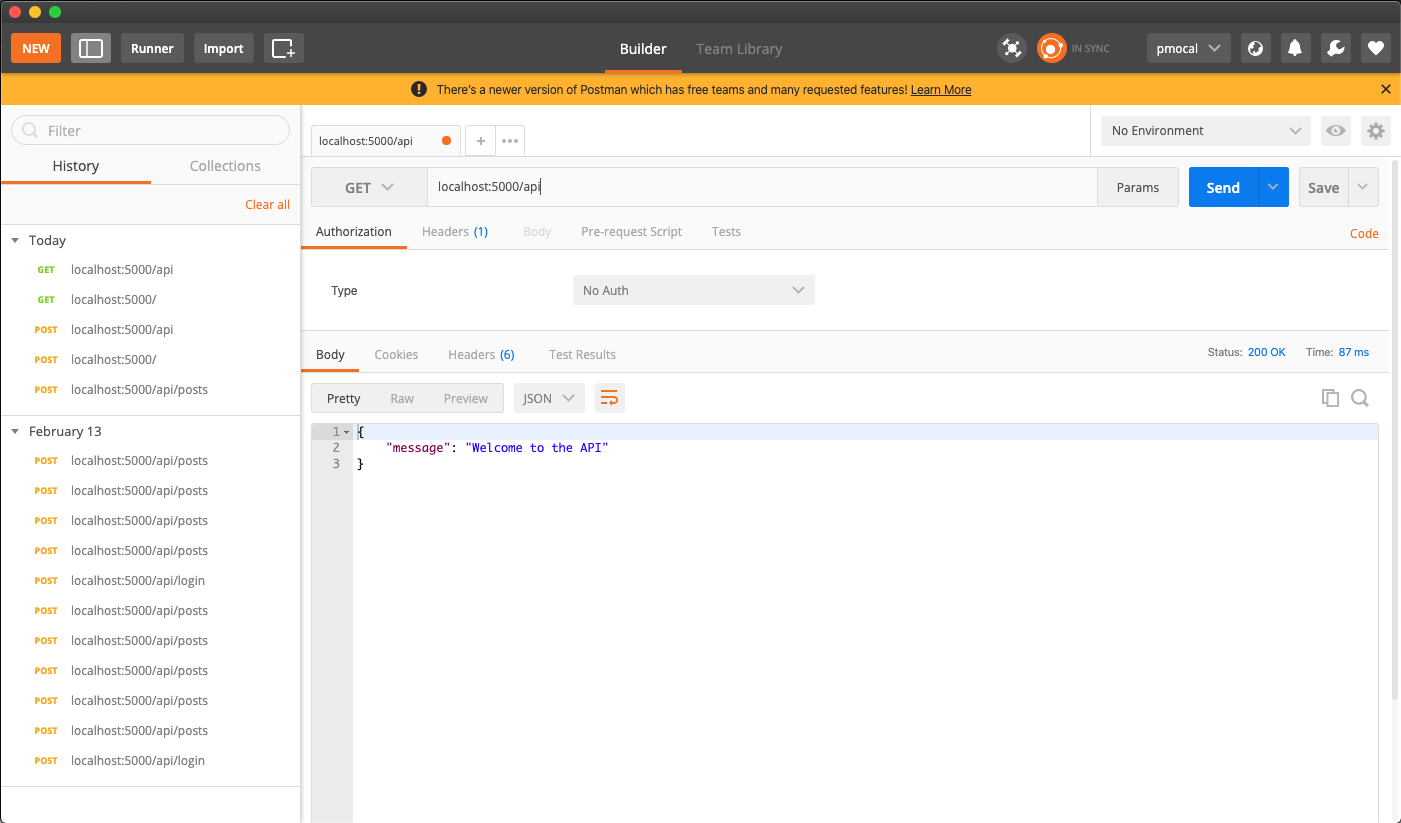 NEW Runner Import Builder Team Library IN SYNC pmocal
There's a newer version of Postman which has free teams and many requested features! Learn More
Filter
History Collections
Clear all
Today
GET localhost:5000/api
GET localhost:5000/
POST localhost:5000/api
POST localhost:5000/
POST localhost:5000/api/posts
February 13
POST localhost:5000/api/posts
POST localhost:5000/api/posts
POST localhost:5000/api/posts
POST localhost:5000/api/posts
POST localhost:5000/api/login
POST localhost:5000/api/posts
POST localhost:5000/api/posts
POST localhost:5000/api/posts
POST localhost:5000/api/posts
POST localhost:5000/api/posts
POST localhost:5000/api/login
localhost:5000/api + ••• No Environment
GET localhost:5000/api Params Send Save
Authorization Headers (1) Body Pre-request Script Tests Code
Type No Auth
Body Cookies Headers (6) Test Results Status: 200 OK Time: 87 ms
Pretty Raw Preview JSON
1 {
2 "message": "Welcome to the API"
3 }